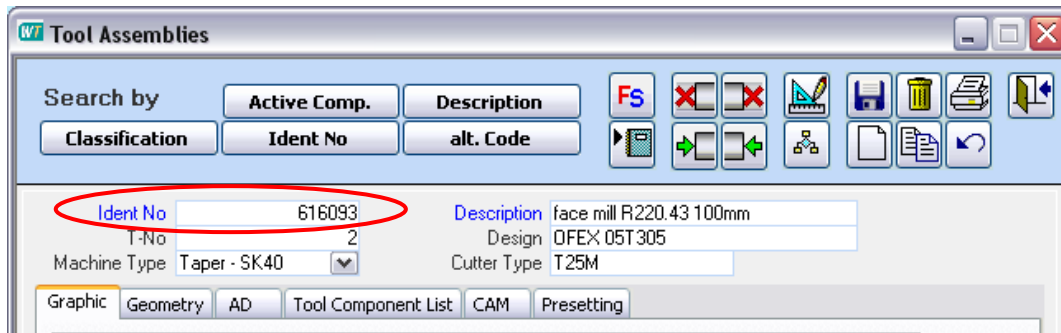 WT Tool Assemblies
Search by Active Comp. Description FS
Classification Ident No alt. Code
Ident No 616093 Description face mill R220.43 100mm
T-No 2 Design OFEX 05T305
Machine Type Taper - SK40 Cutter Type T25M
Graphic Geometry AD Tool Component List CAM Presetting